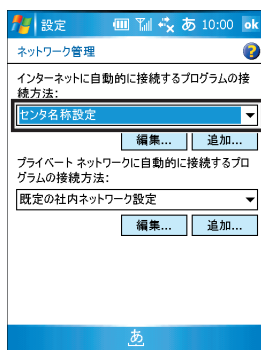 設定 あ 10:00 ok
ネットワーク管理 ?
インターネットに自動的に接続するプログラムの接
続方法:
センタ名称設定
編集... 追加...
プライベート ネットワークに自動的に接続するプロ
グラムの接続方法:
既定の社内ネットワーク設定
編集... 追加...
あ